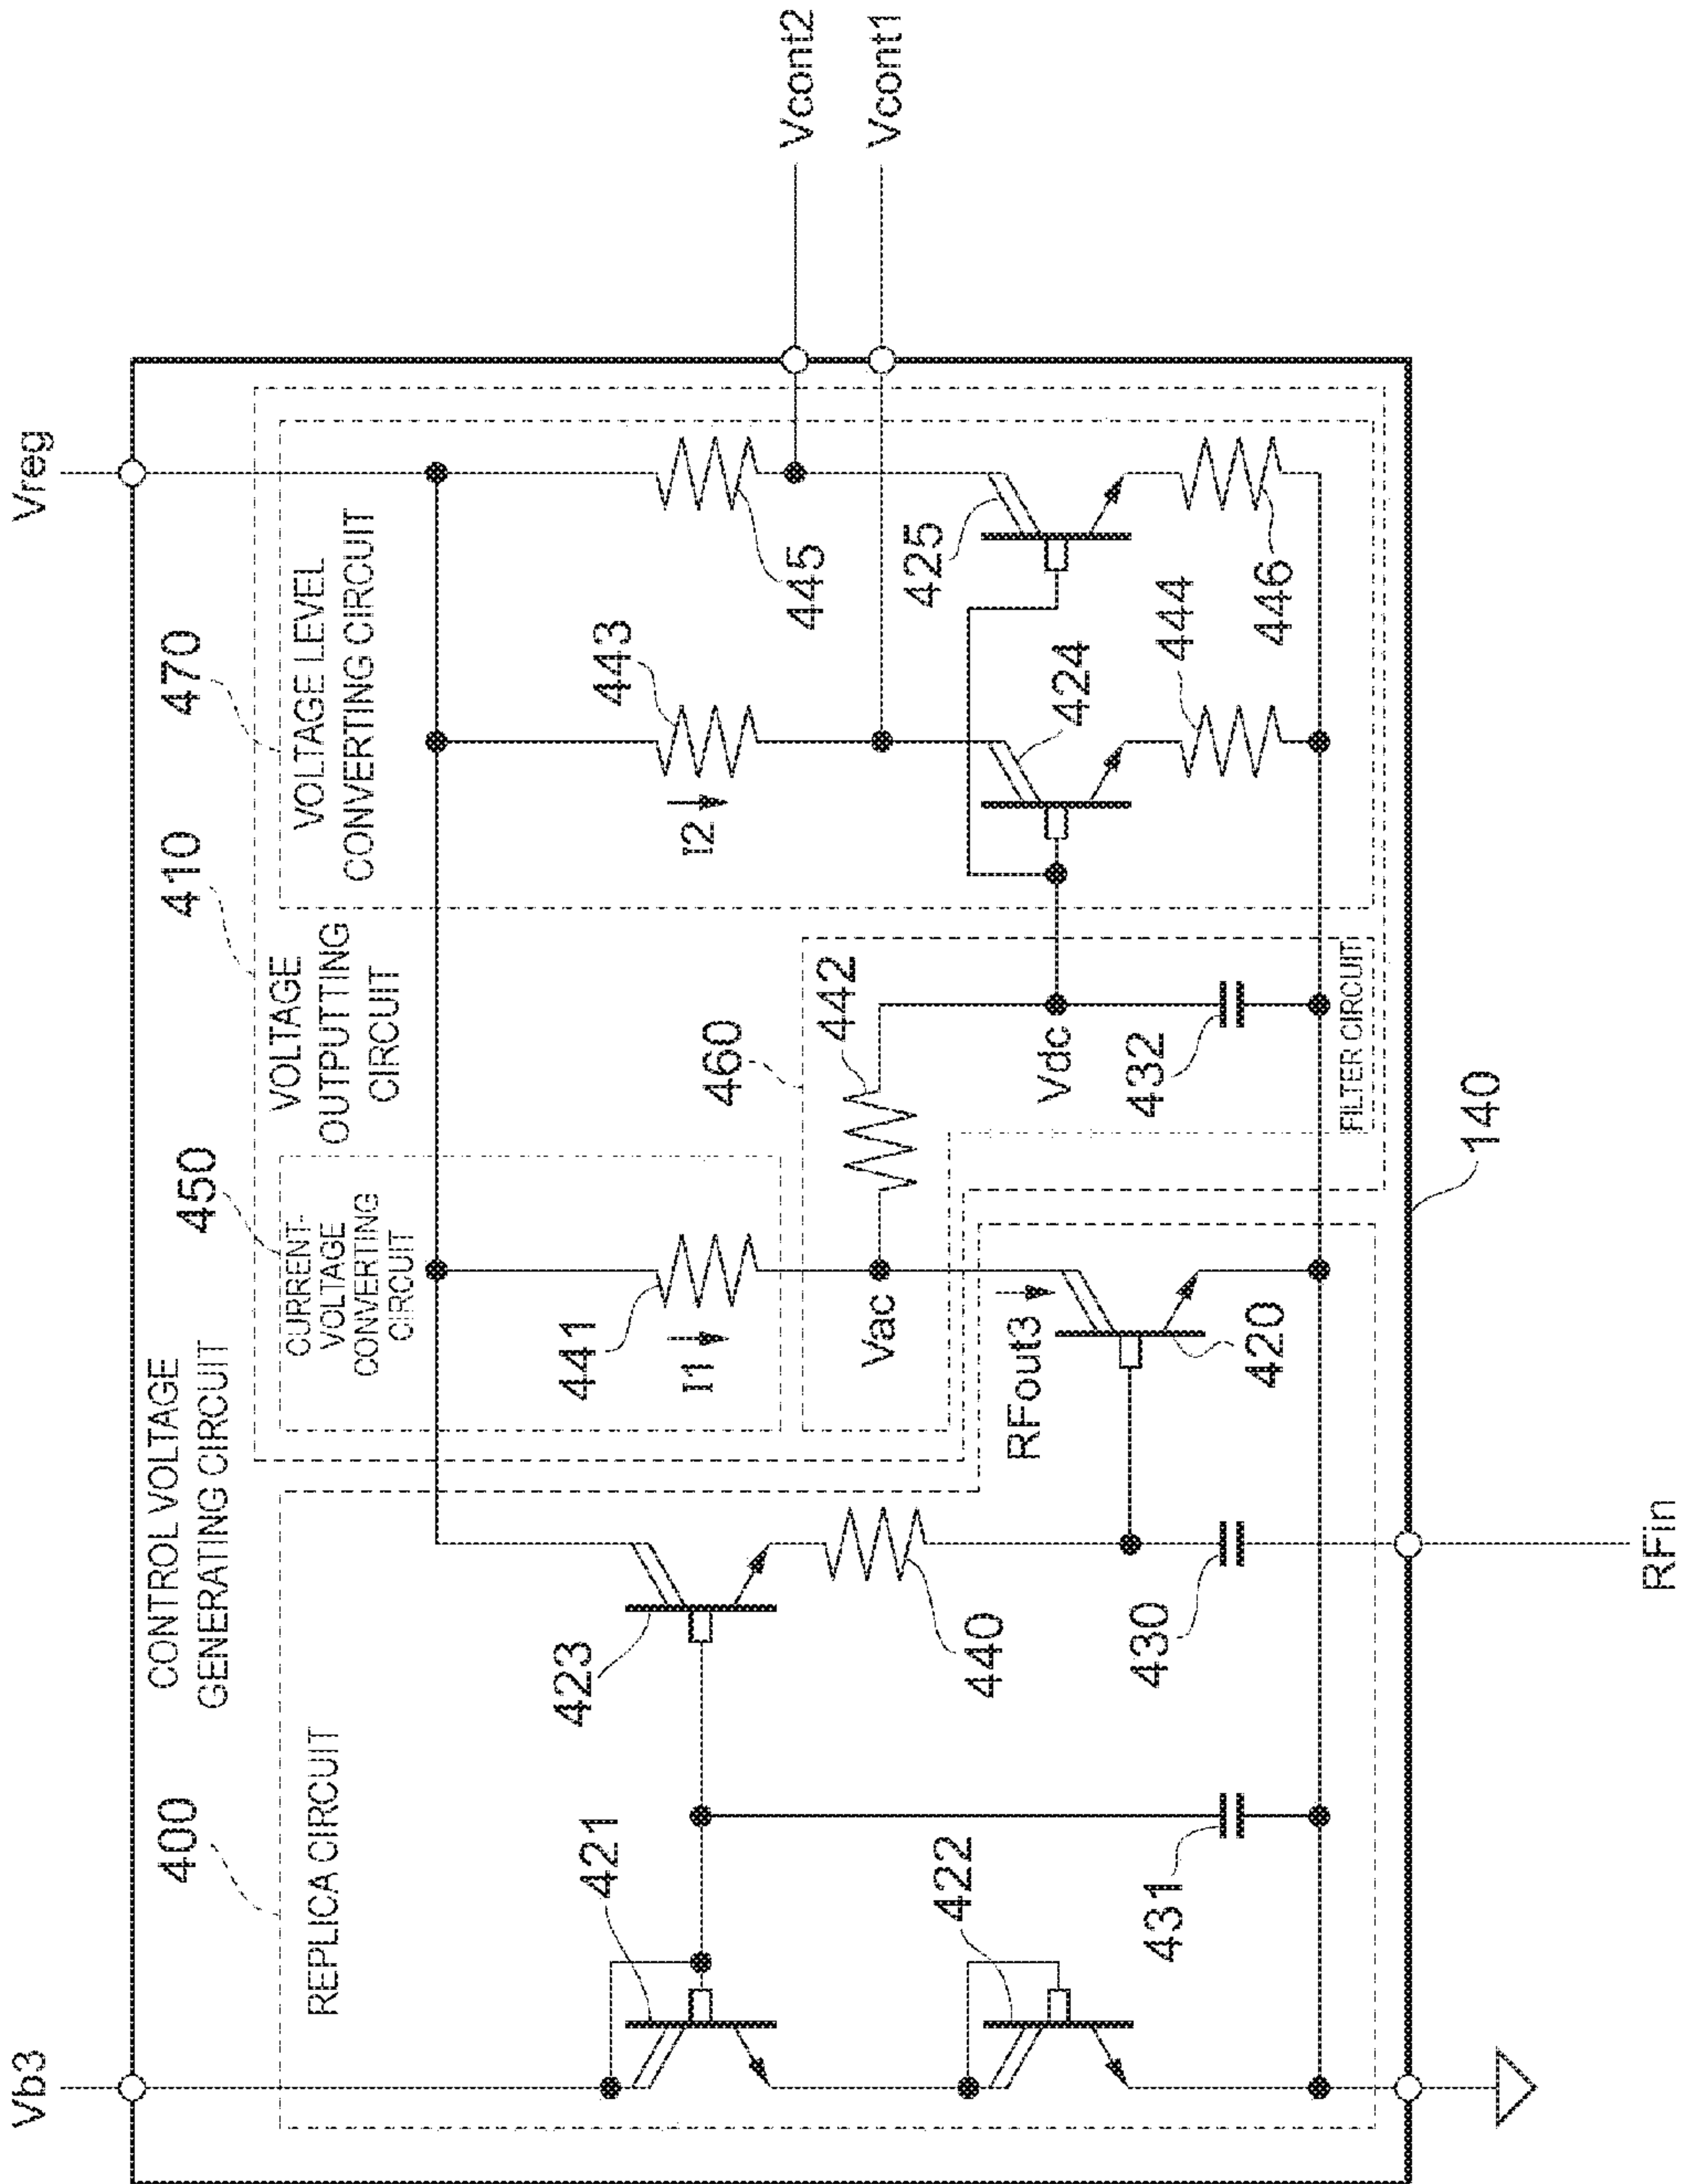 Vb3
Vreg
CONTROL VOLTAGE
GENERATING CIRCUIT
400
450
410
470
REPLICA CIRCUIT
CURRENT-
VOLTAGE
CONVERTING
CIRCUIT
VOLTAGE
OUTPUTTING
CIRCUIT
VOLTAGE LEVEL
CONVERTING CIRCUIT
421
423
441
I1
443
I2
445
460
442
Vcont2
Vcont1
422
440
Vac
RFout3
Vdc
424
425
431
430
420
432
444
446
FILTER CIRCUIT
140
RFin